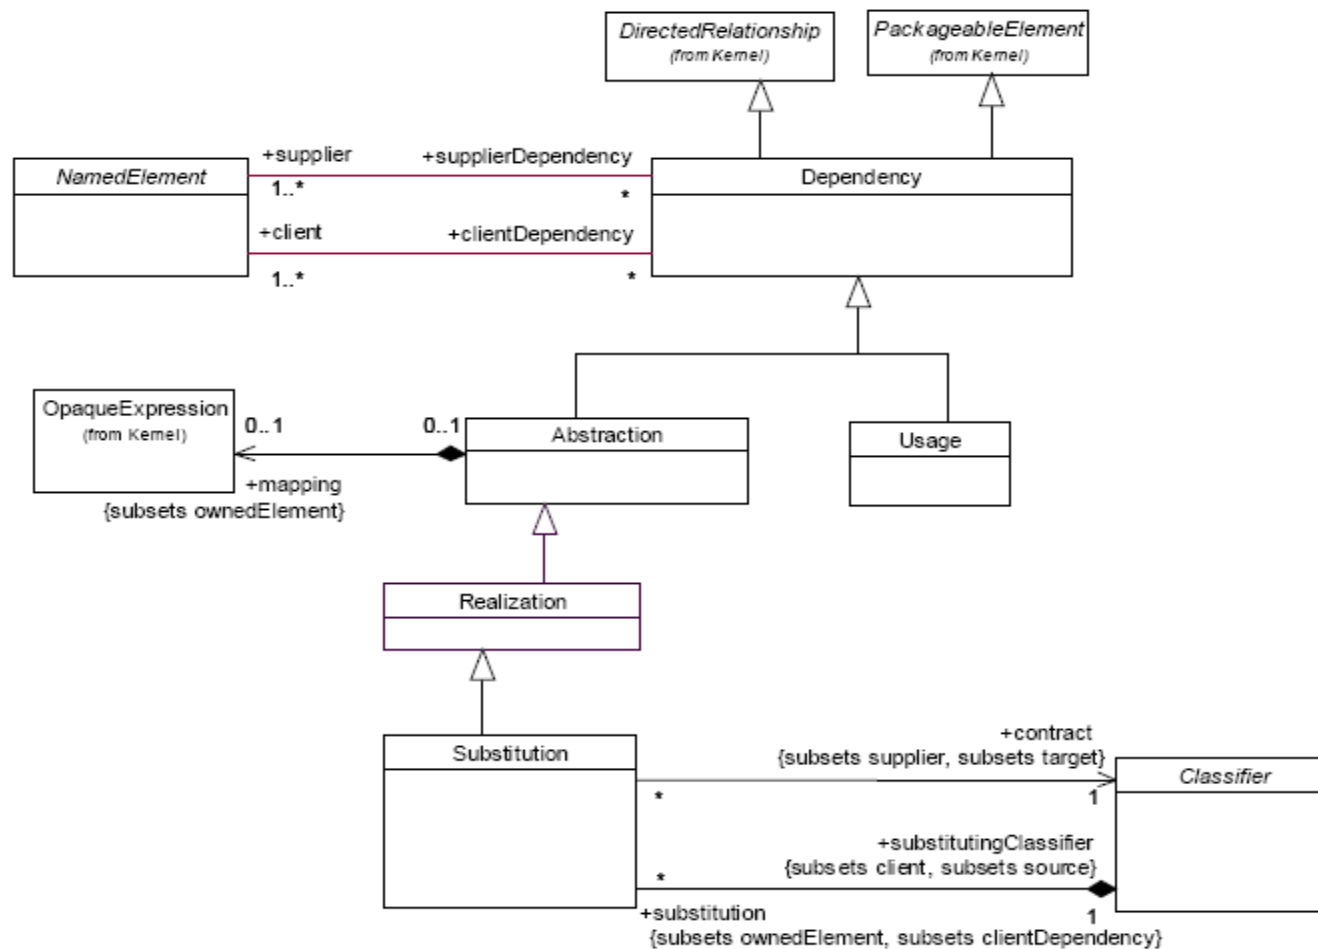 DirectedRelationship
(from Kernel)
PackageableElement
(from Kernel)
+supplier
+supplierDependency
NamedElement
Dependency
1..*
*
+client
+clientDependency
1..*
*
OpaqueExpression
(from Kernel)
0..1
0..1
Abstraction
Usage
+mapping
{subsets ownedElement}
Realization
Substitution
+contract
{subsets supplier, subsets target}
Classifier
*
1
+substitutingClassifier
{subsets client, subsets source}
*
+substitution
1
{subsets ownedElement, subsets clientDependency}